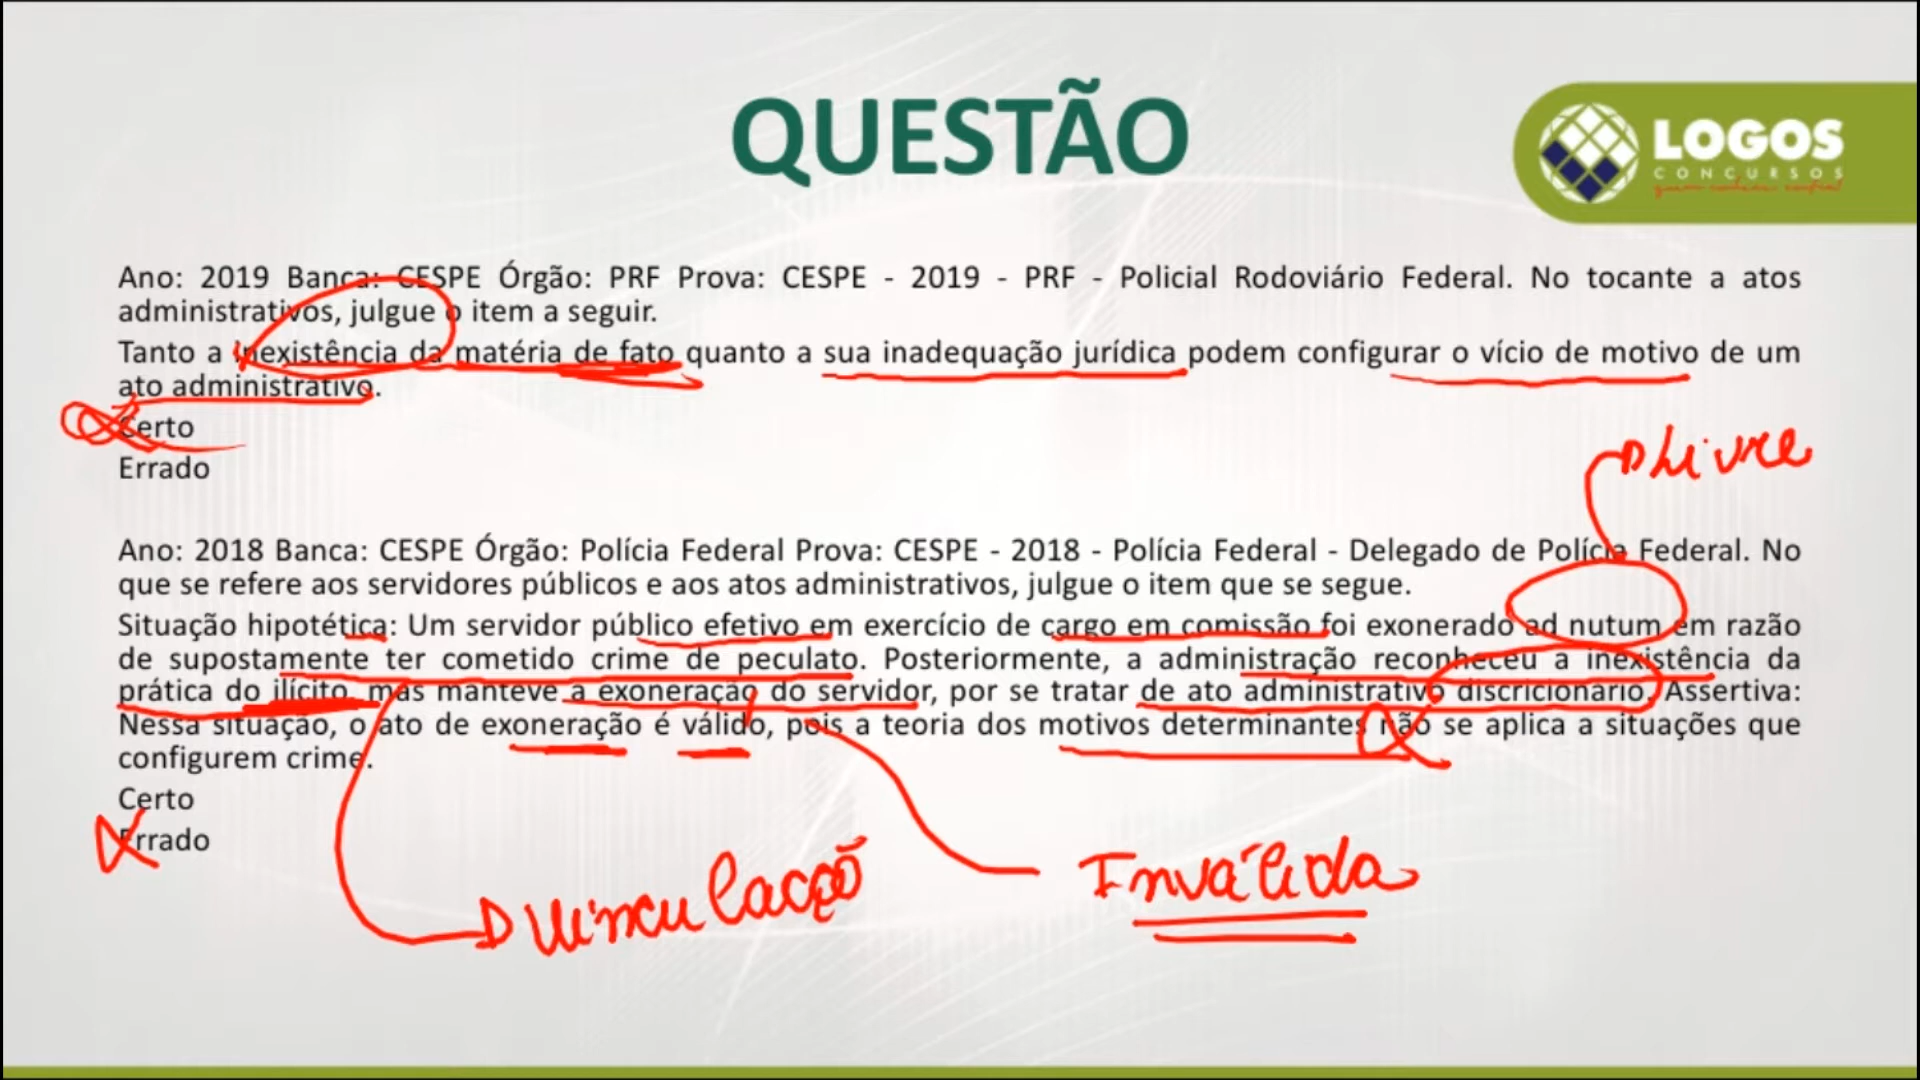 QUESTÃO
LOGOS
CONCURSOS
Ano: 2019 Banca: CESPE Órgão: PRF Prova: CESPE - 2019 - PRF - Policial Rodoviário Federal. No tocante a atos
administrativos, julgue o item a seguir.
Tanto a inexistência da matéria de fato quanto a sua inadequação jurídica podem configurar o vício de motivo de um
ato administrativo.
Certo
Errado
Livre
Ano: 2018 Banca: CESPE Órgão: Polícia Federal Prova: CESPE - 2018 - Polícia Federal - Delegado de Polícia Federal. No
que se refere aos servidores públicos e aos atos administrativos, julgue o item que se segue.
Situação hipotética: Um servidor público efetivo em exercício de cargo em comissão foi exonerado ad nutum em razão
de supostamente ter cometido crime de peculato. Posteriormente, a administração reconheceu a inexistência da
prática do ilícito, mas manteve a exoneração do servidor, por se tratar de ato administrativo discricionário. Assertiva:
Nessa situação, o ato de exoneração é válido, pois a teoria dos motivos determinantes não se aplica a situações que
configurem crime.
Certo
Errado
Vinculação
Inválida